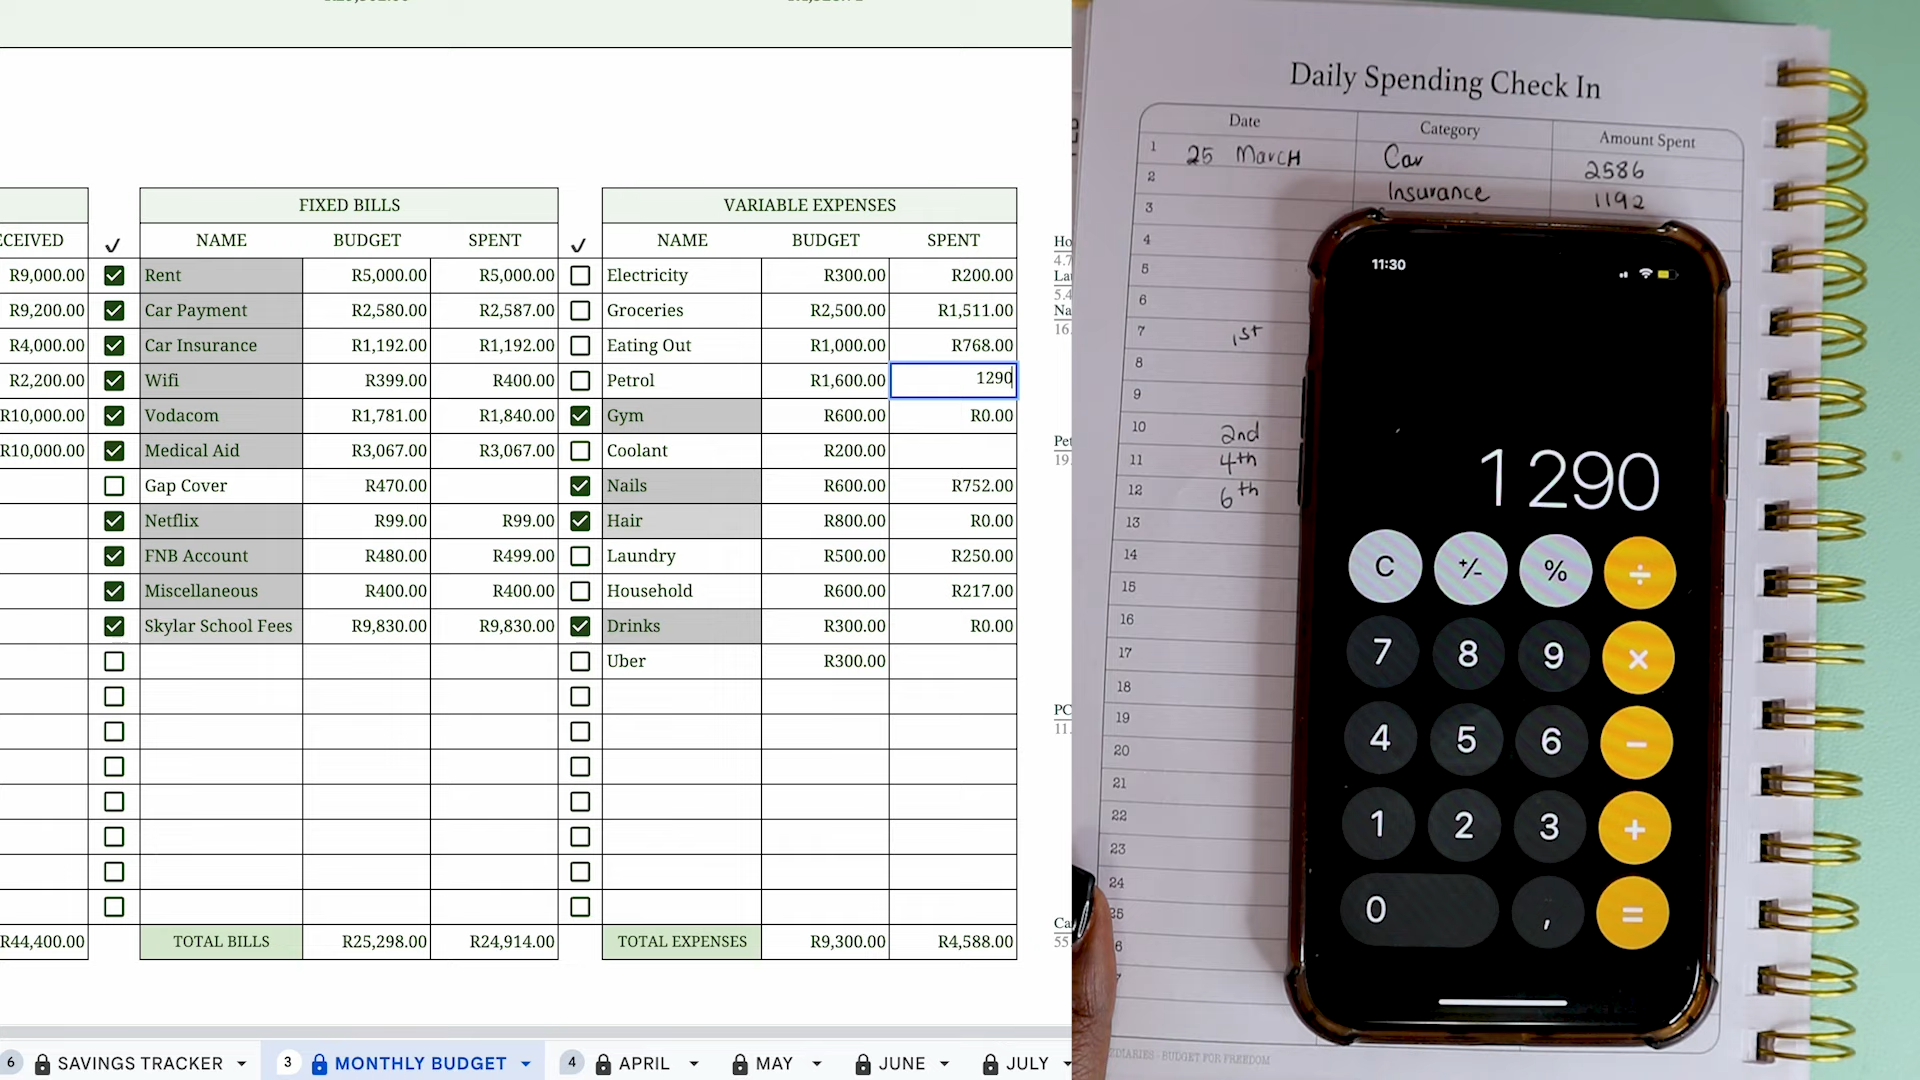 FIXED BILLS VARIABLE EXPENSES
NAME BUDGET SPENT NAME BUDGET SPENT
R9,000.00 Rent R5,000.00 R5,000.00 Electricity R300.00 R200.00
R9,200.00 Car Payment R2,580.00 R2,587.00 Groceries R2,500.00 R1,511.00
R4,000.00 Car Insurance R1,192.00 R1,192.00 Eating Out R1,000.00 R768.00
R2,200.00 Wifi R399.00 R400.00 Petrol R1,600.00 1290
R10,000.00 Vodacom R1,781.00 R1,840.00 Gym R600.00 R0.00
R10,000.00 Medical Aid R3,067.00 R3,067.00 Coolant R200.00
Gap Cover R470.00 Nails R600.00 R752.00
Netflix R99.00 R99.00 Hair R800.00 R0.00
FNB Account R480.00 R499.00 Laundry R500.00 R250.00
Miscellaneous R400.00 R400.00 Household R600.00 R217.00
Skylar School Fees R9,830.00 R9,830.00 Drinks R300.00 R0.00
Uber R300.00
R44,400.00 TOTAL BILLS R25,298.00 R24,914.00 TOTAL EXPENSES R9,300.00 R4,588.00
6 SAVINGS TRACKER 3 MONTHLY BUDGET 4 APRIL MAY JUNE JULY
Daily Spending Check In
Date Category Amount Spent
1 25 March Car 2586
2 Insurance 1192
3
4
5
6
7 1st
8
9
10 2nd
11 4th
12 6th
13
14
15
16
17
18
19
20
21
22
23
24
25
BUDGET FOR FREEDOM
11:30
1 290
C +/- % ÷
7 8 9 ×
4 5 6 −
1 2 3 +
0 , =